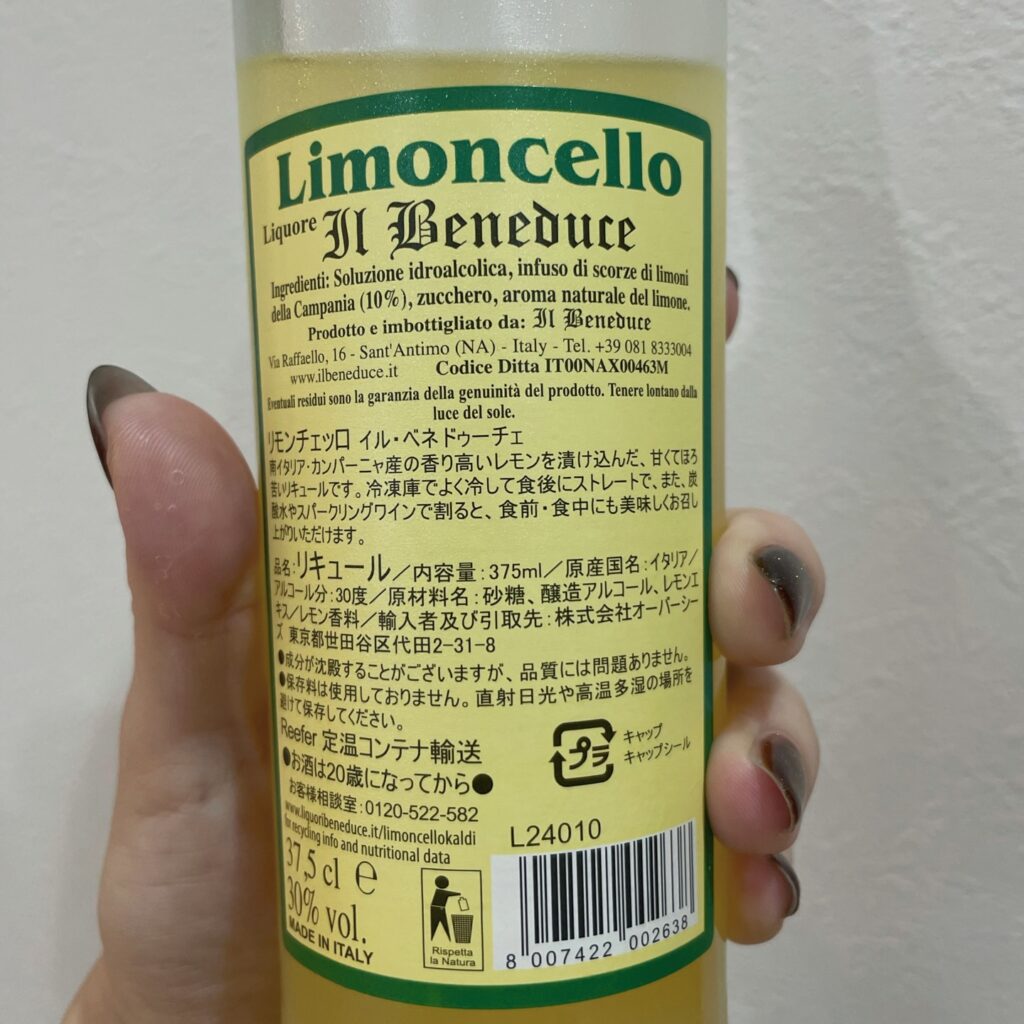 Limoncello
Liquore Il Beneduce
Ingredienti: Soluzione idroalcolica, infuso di scorze di limoni
della Campania (10%), zucchero, aroma naturale del limone.
Prodotto e imbottigliato da: Il Beneduce
Via Raffaello, 16 - Sant'Antimo (NA) - Italy - Tel. +39 081 8333004
www.ilbeneduce.it Codice Ditta IT00NAX00463M
Eventuali residui sono la garanzia della genuinità del prodotto. Tenere lontano dalla
luce del sole.
リモンチェッロ イル・ベネドゥーチェ
南イタリア・カンパーニャ産の香り高いレモンを漬け込んだ、甘くてほろ
苦いリキュールです。冷凍庫でよく冷して食後にストレートで、また、炭
酸水やスパークリングワインで割ると、食前・食中にも美味しくお召し
上がりいただけます。
品名:リキュール/内容量:375ml/原産国名:イタリア/
アルコール分:30度/原材料名:砂糖、醸造アルコール、レモンエ
キス/レモン香料/輸入者及び引取先:株式会社オーバーシー
ズ 東京都世田谷区代田2-31-8
●成分が沈殿することがございますが、品質には問題ありません。
●保存料は使用しておりません。直射日光や高温多湿の場所を
避けて保存してください。
Reefer 定温コンテナ輸送
●お酒は20歳になってから●
お客様相談室:0120-522-582
プラ
キャップ
キャップシール
www.liquoribeneduce.it/limoncellokaldi
for recycling info and nutritional data
37,5 cl e
30% vol.
MADE IN ITALY
Rispetta
la Natura
L24010
8 007422 002638